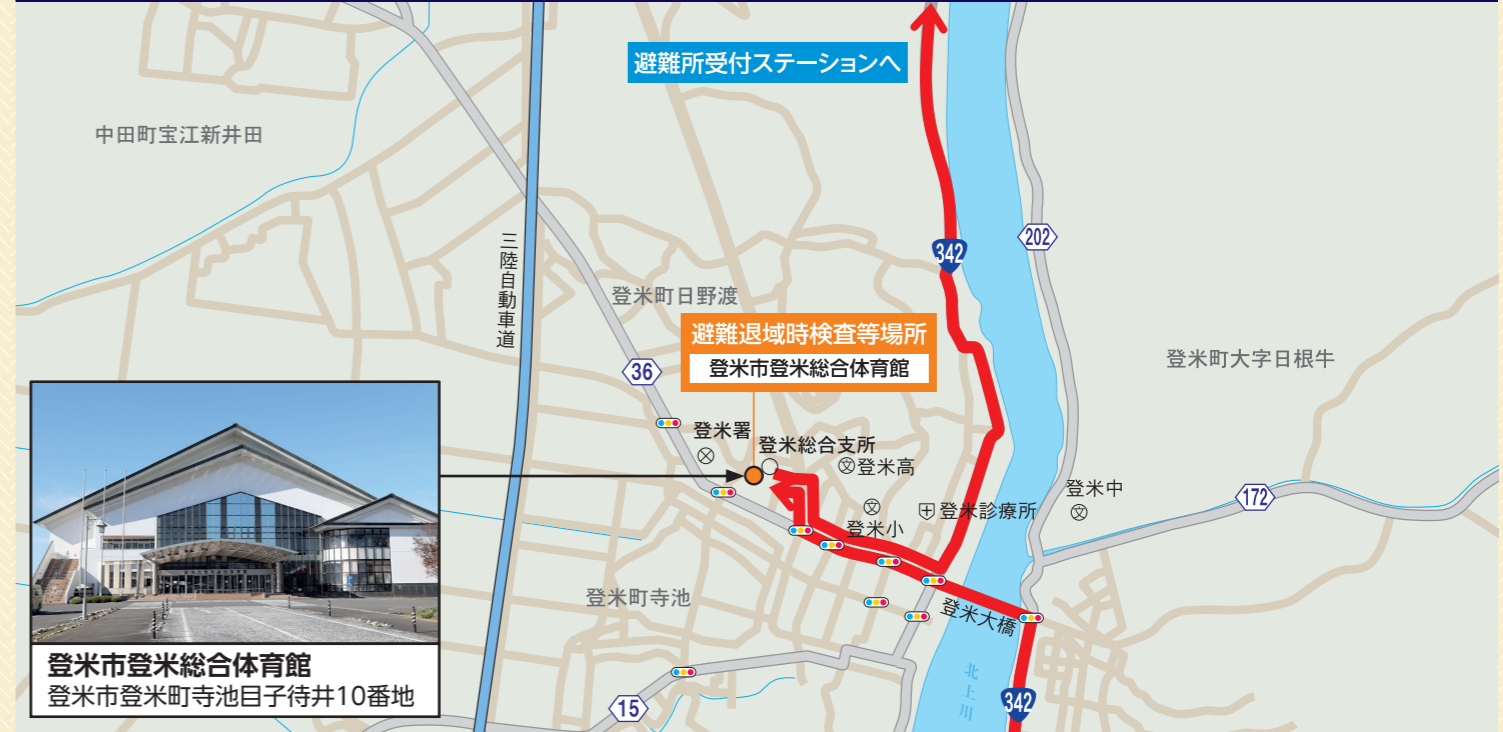 避難所受付ステーションへ
中田町宝江新井田
三陸自動車道
342
202
登米町日野渡
避難退域時検査等場所
登米市登米総合体育館
登米町大字日根牛
36
登米署
登米総合支所
登米高
登米中
172
登米小
登米診療所
登米町寺池
登米大橋
北上川
登米市登米総合体育館
登米市登米町寺池目子待井10番地
15
342